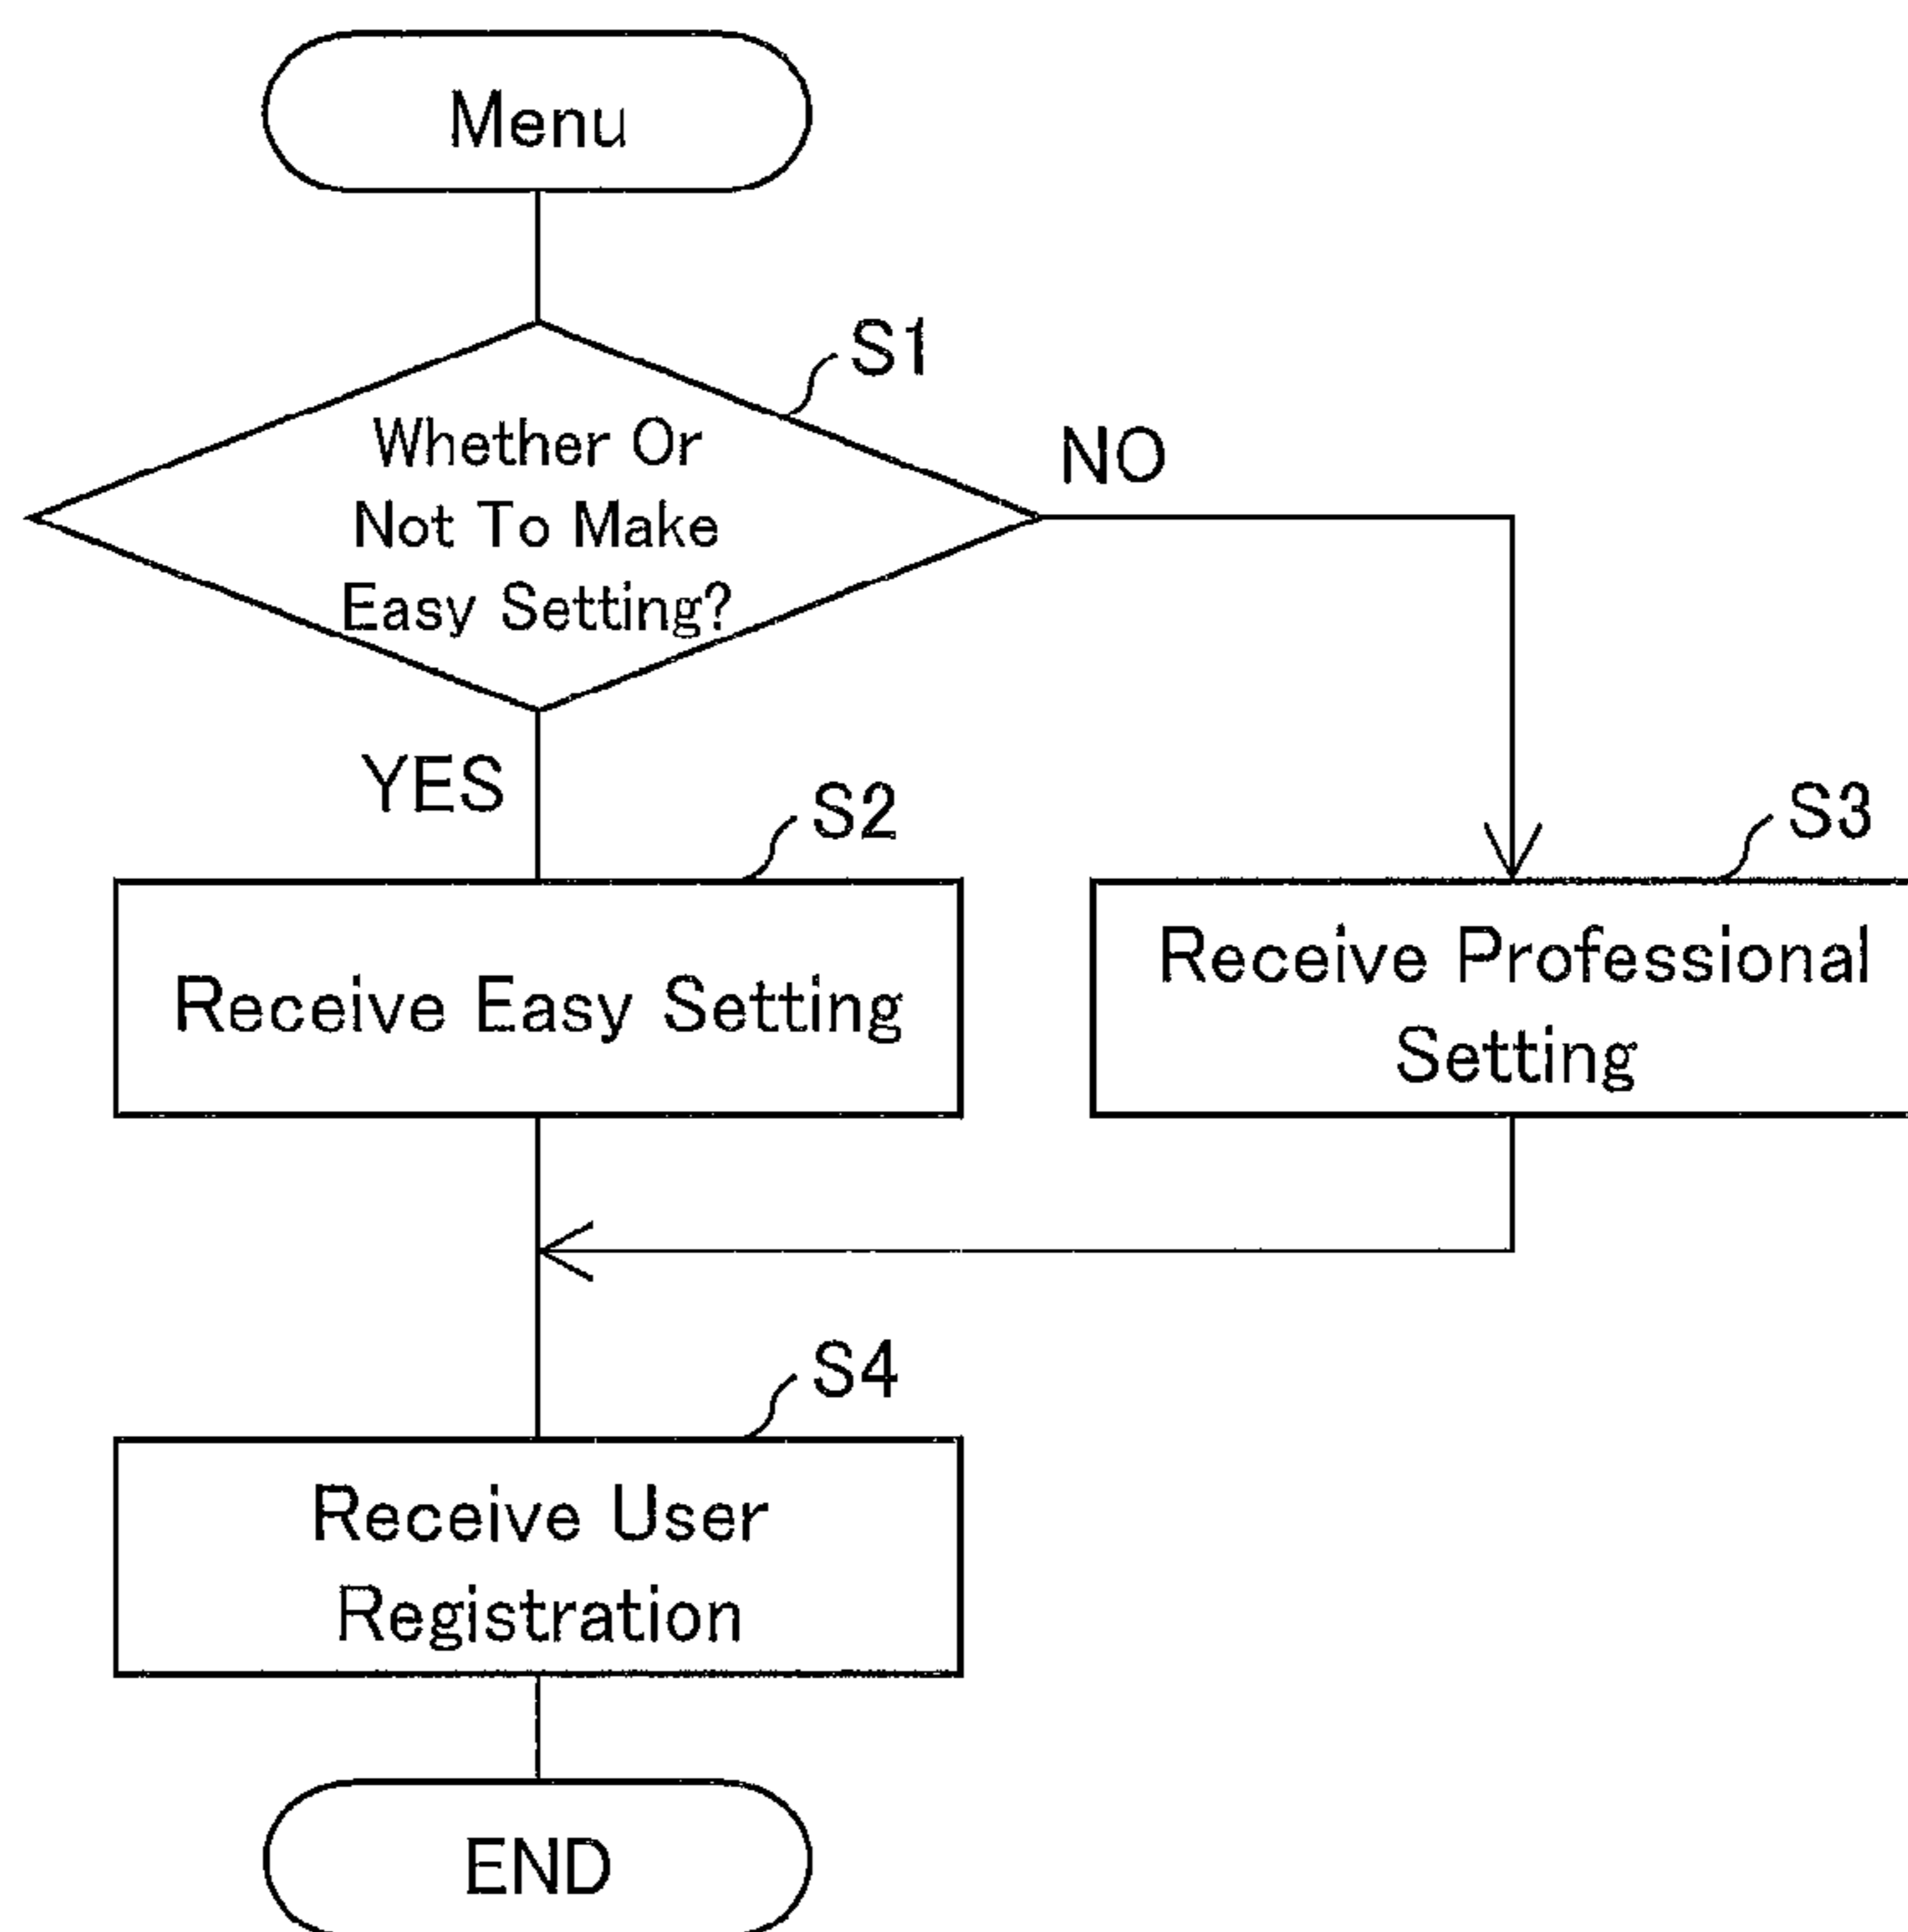 Menu
S1
Whether Or
Not To Make
Easy Setting?
NO
YES
S2
Receive Easy Setting
S3
Receive Professional
Setting
S4
Receive User
Registration
END